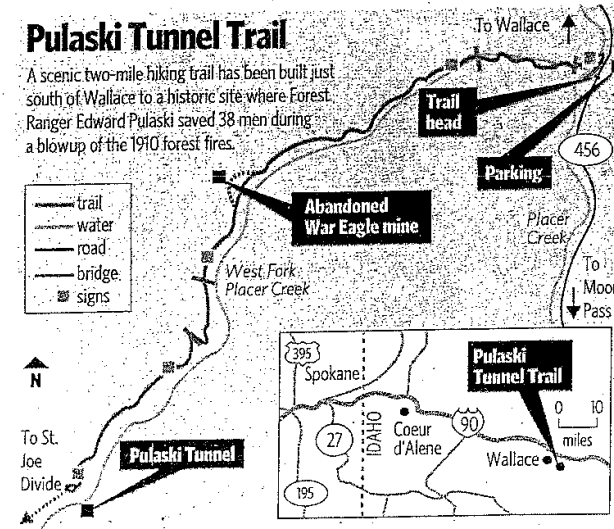 Pulaski Tunnel Trail
A scenic two-mile hiking trail has been built just
south of Wallace to a historic site where Forest
Ranger Edward Pulaski saved 38 men during
a blowup of the 1910 forest fires.
To Wallace
Trail
head
Parking
456
Abandoned
War Eagle mine
trail
water
road
bridge
signs
West Fork
Placer Creek
Placer
Creek
To
Moon
Pass
N
To St.
Joe
Divide
Pulaski Tunnel
395
Spokane
Pulaski
Tunnel Trail
0 10
miles
27
IDAHO
Coeur
d'Alene
90
Wallace
195